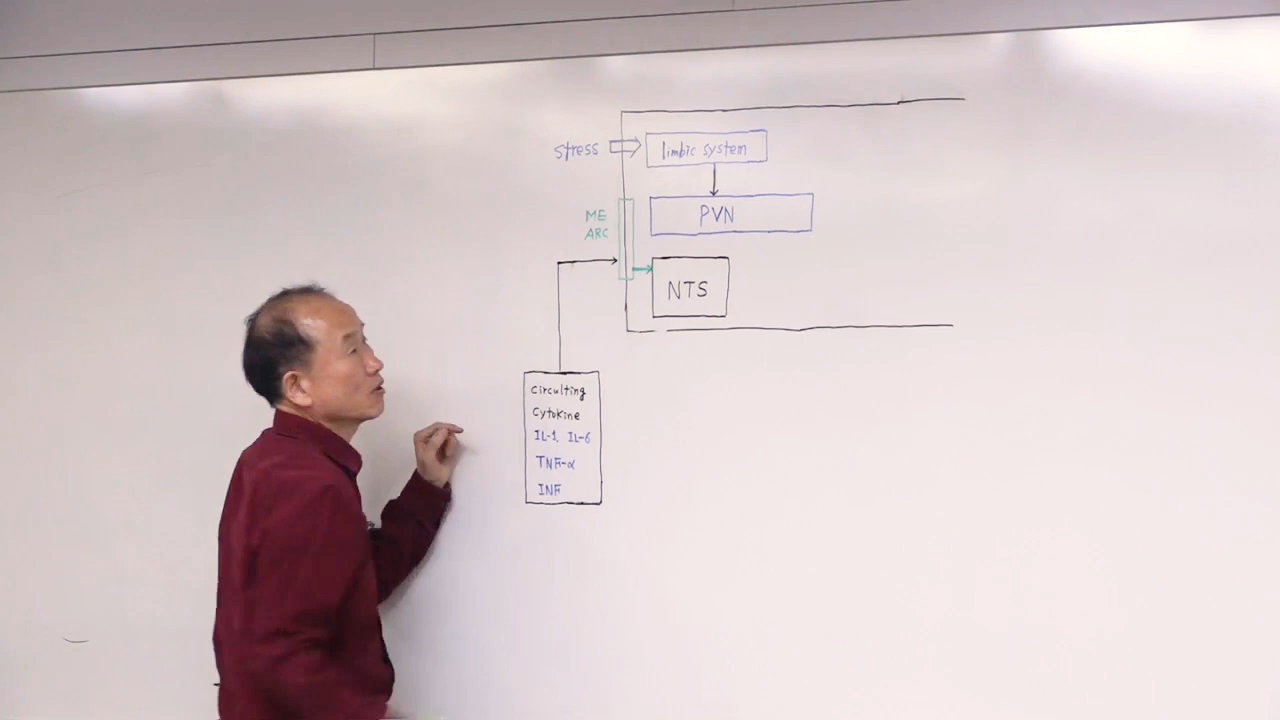 stress
limbic system
PVN
ME
ARC
NTS
circulting
cytokine
IL-1, IL-6
TNF-α
INF